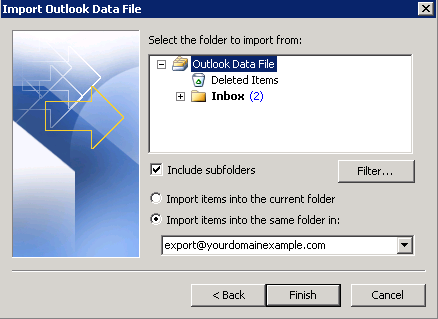 Import Outlook Data File
Select the folder to import from:
Outlook Data File
Deleted Items
Inbox (2)
Include subfolders
Filter...
Import items into the current folder
Import items into the same folder in:
export@yourdomainexample.com
< Back
Finish
Cancel